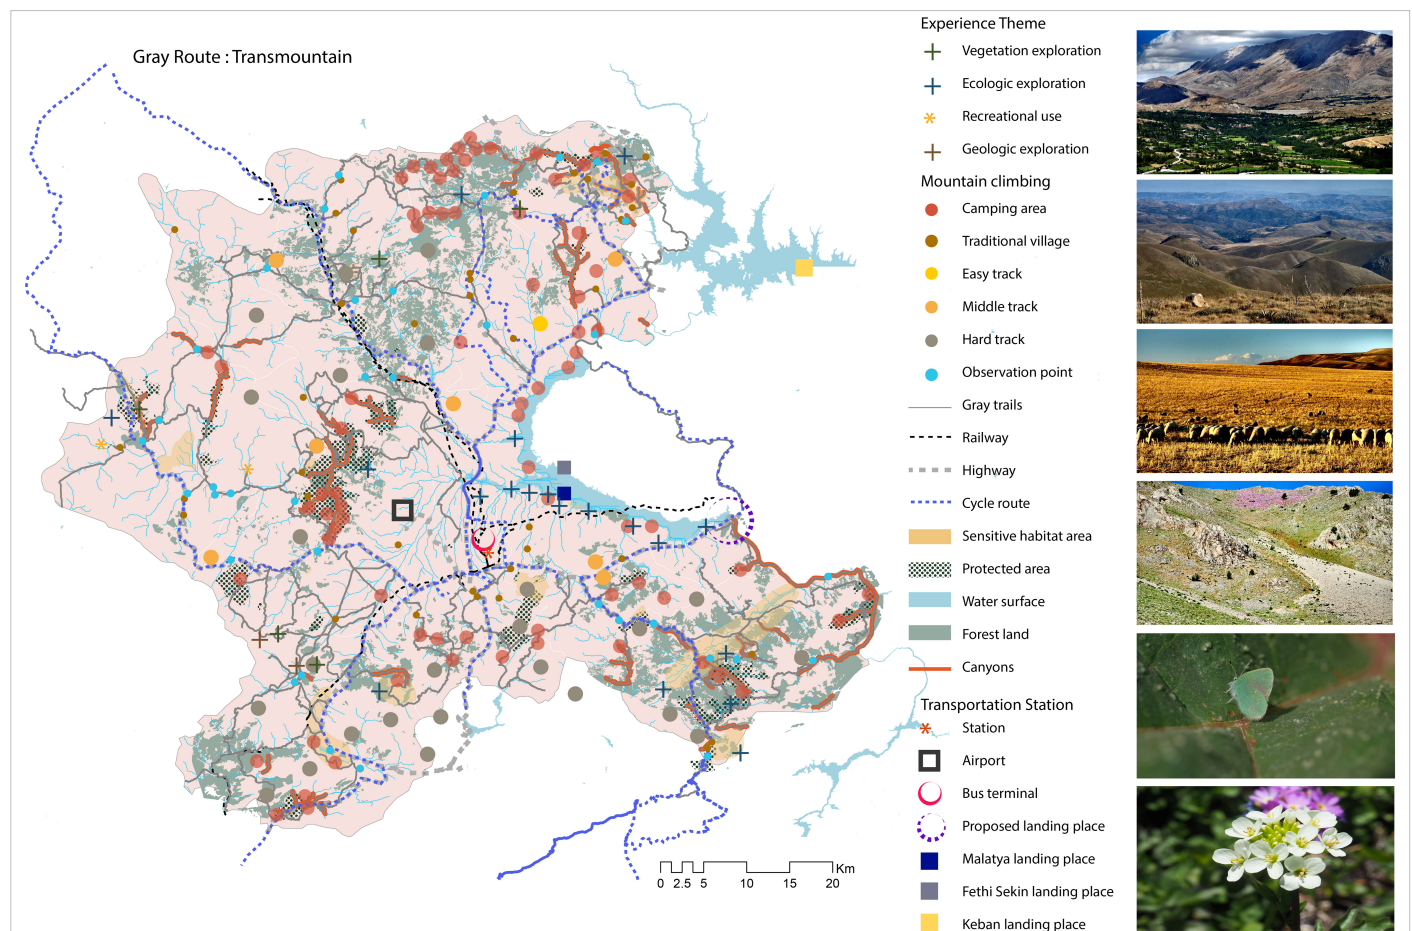 Gray Route : Transmountain
Experience Theme
Vegetation exploration
Ecologic exploration
Recreational use
Geologic exploration
Mountain climbing
Camping area
Traditional village
Easy track
Middle track
Hard track
Observation point
Gray trails
Railway
Highway
Cycle route
Sensitive habitat area
Protected area
Water surface
Forest land
Canyons
Transportation Station
Station
Airport
Bus terminal
Proposed landing place
Malatya landing place
Fethi Sekin landing place
Keban landing place
Km
0 2.5 5 10 15 20